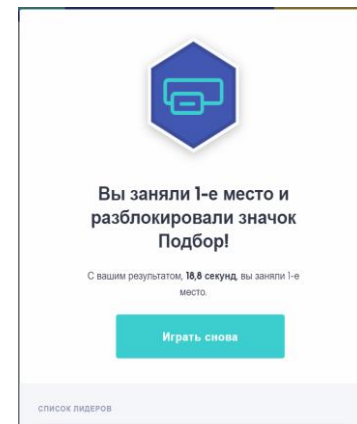 Вы заняли 1-е место и
разблокировали значок
Подбор!
С вашим результатом, 18,8 секунд, вы заняли 1-е
место.
Играть снова
СПИСОК ЛИДЕРОВ